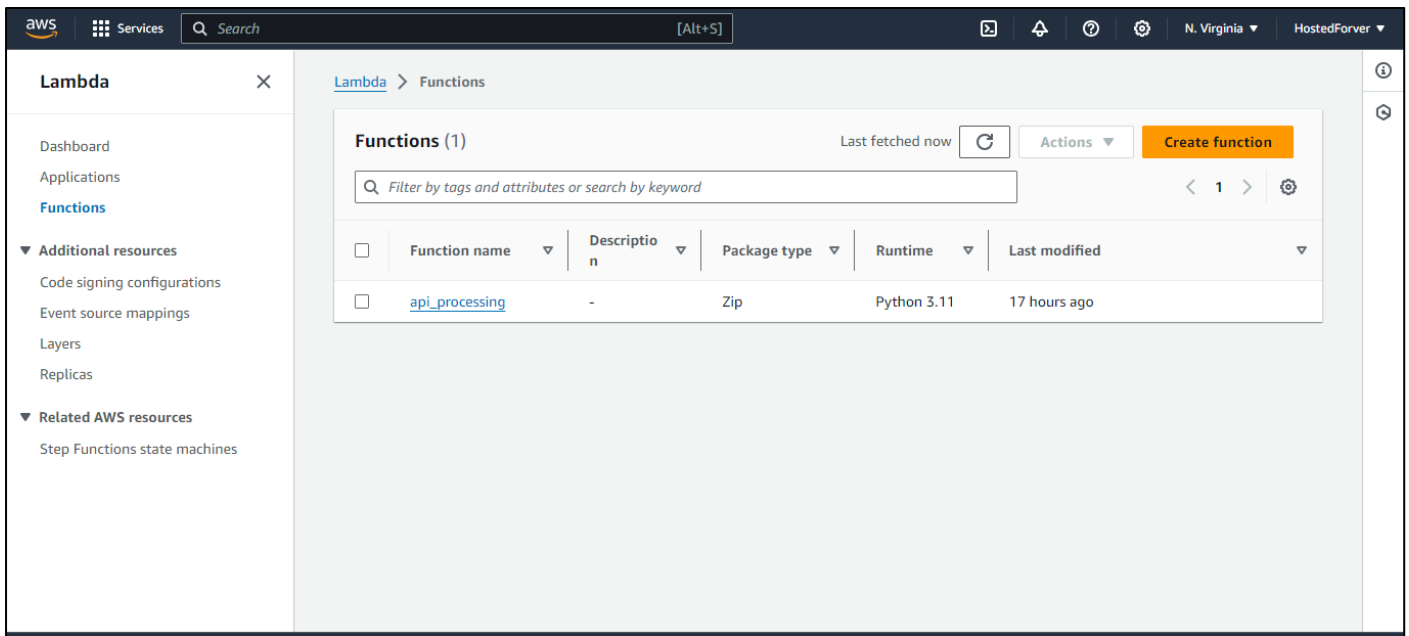 aws Services Search [Alt+S] N. Virginia HostedForver
Lambda
Dashboard
Applications
Functions
Additional resources
Code signing configurations
Event source mappings
Layers
Replicas
Related AWS resources
Step Functions state machines
Lambda Functions
Functions (1) Last fetched now Actions Create function
Filter by tags and attributes or search by keyword 1
Function name Descriptio Package type Runtime Last modified
n
api_processing - Zip Python 3.11 17 hours ago